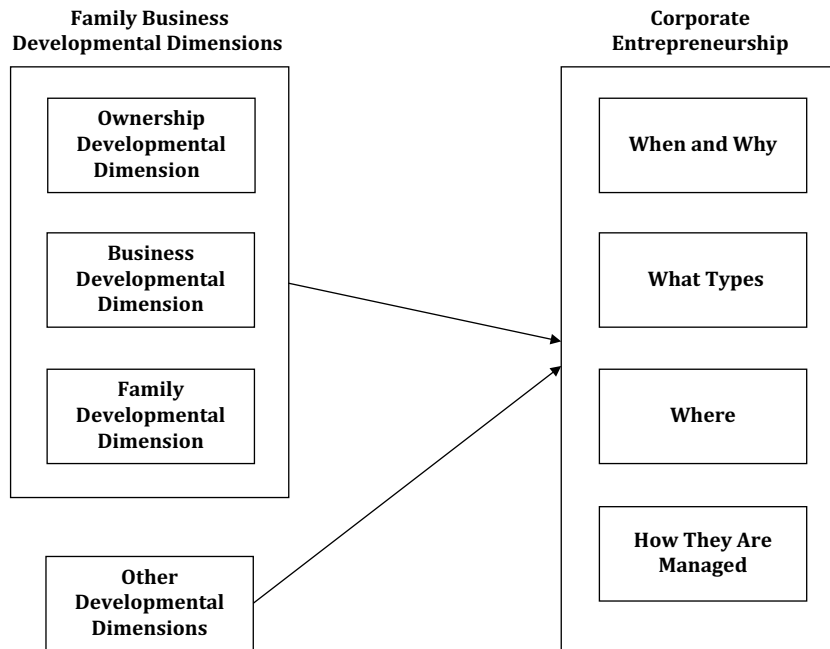 Family Business
Developmental Dimensions
Ownership
Developmental
Dimension
Business
Developmental
Dimension
Family
Developmental
Dimension
Other
Developmental
Dimensions
Corporate
Entrepreneurship
When and Why
What Types
Where
How They Are
Managed